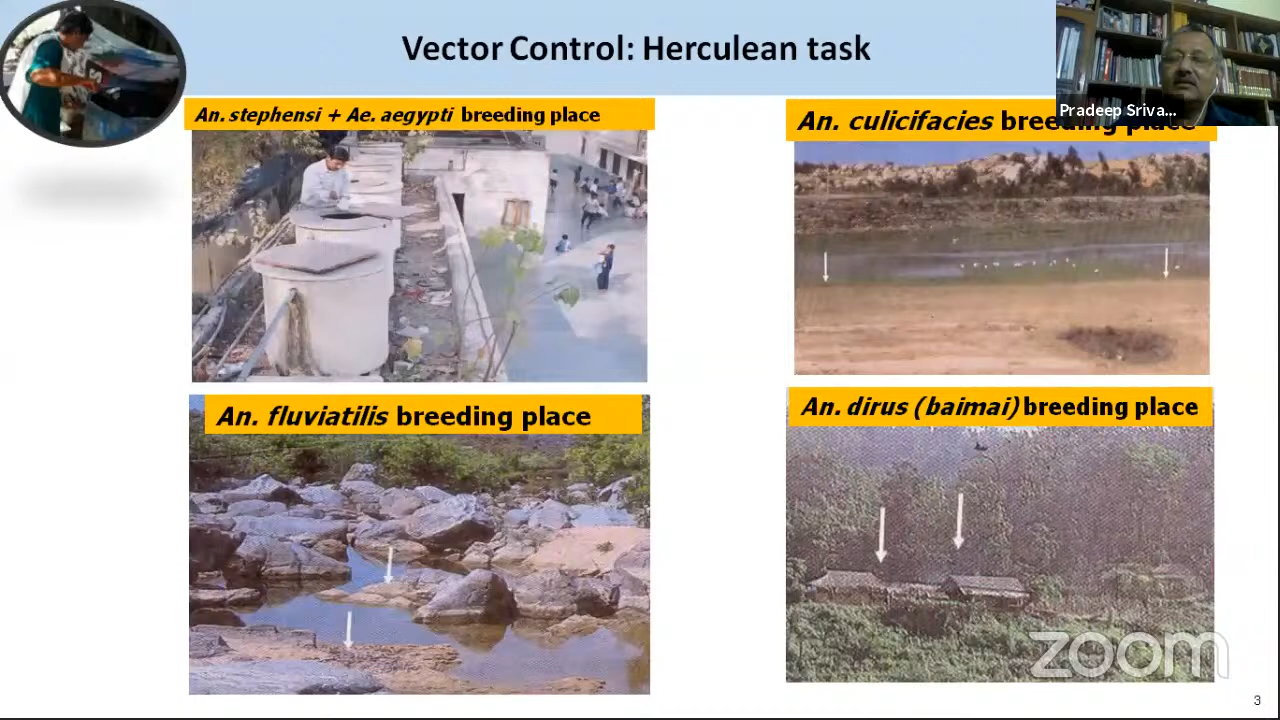 Vector Control: Herculean task
Pradeep Sriva...
An. stephensi + Ae. aegypti breeding place
An. culicifacies breeding place
An. fluviatilis breeding place
An. dirus (baimai) breeding place
zoom
3